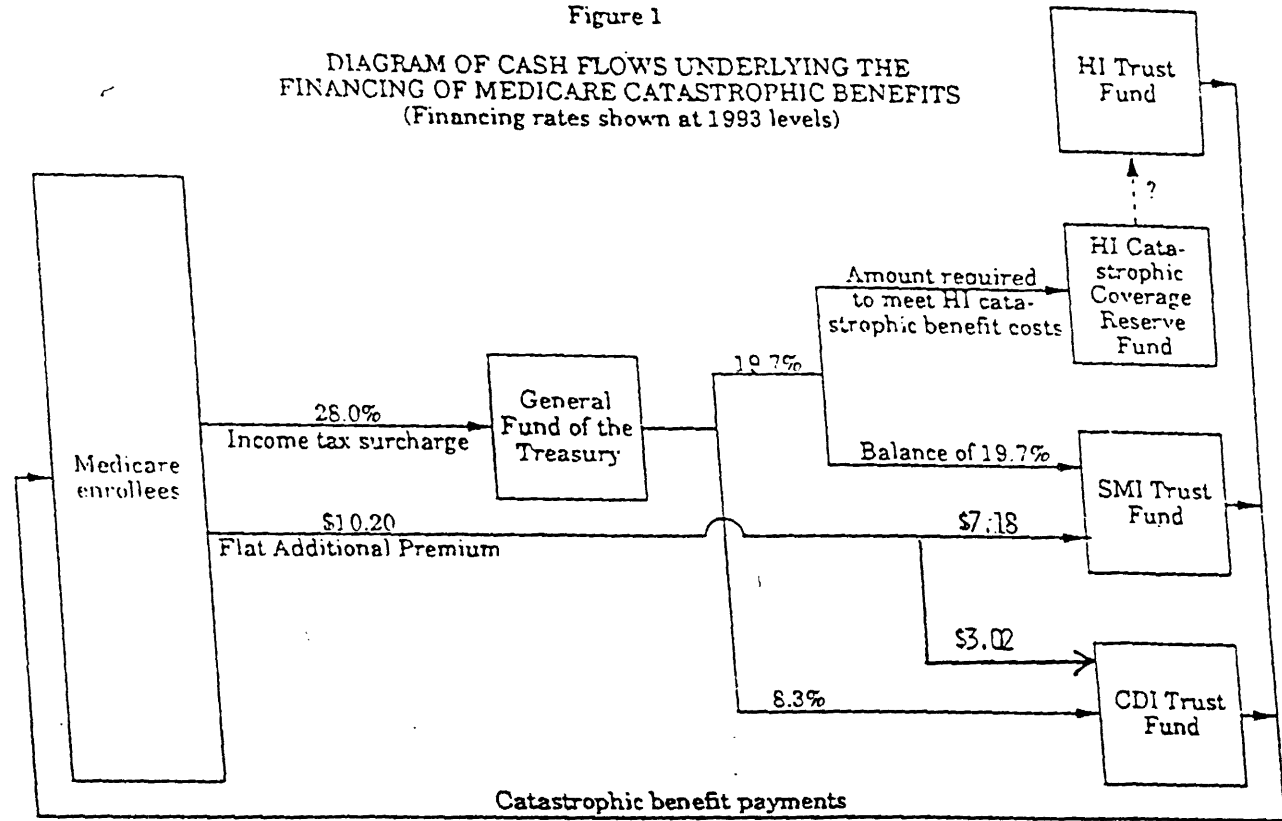 Figure 1
DIAGRAM OF CASH FLOWS UNDERLYING THE
FINANCING OF MEDICARE CATASTROPHIC BENEFITS
(Financing rates shown at 1993 levels)
HI Trust
Fund
?
HI Cata-
strophic
Coverage
Reserve
Fund
Amount required
to meet HI cata-
strophic benefit costs
19.7%
General
Fund of the
Treasury
28.0%
Income tax surcharge
Medicare
enrollees
Balance of 19.7%
SMI Trust
Fund
$10.20
Flat Additional Premium
$7.18
$3.02
8.3%
CDI Trust
Fund
Catastrophic benefit payments